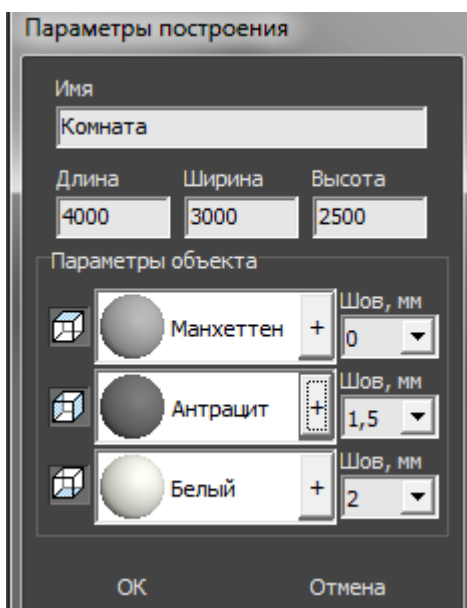 Параметры построения
Имя
Комната
Длина Ширина Высота
4000 3000 2500
Параметры объекта
Шов, мм
Манхеттен + 0
Шов, мм
Антрацит + 1,5
Шов, мм
Белый + 2
ОК Отмена